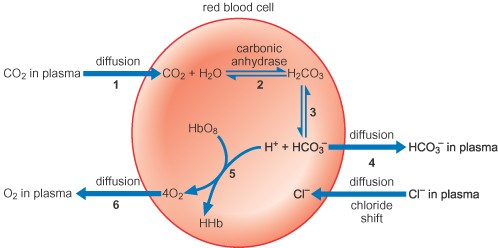 red blood cell
diffusion
carbonic
anhydrase
CO₂ in plasma
1
CO₂ + H₂O
2
H₂CO₃
3
HbO₈
H⁺ + HCO₃⁻
diffusion
4
HCO₃⁻ in plasma
5
diffusion
O₂ in plasma
6
4O₂
HHb
Cl⁻
diffusion
chloride
shift
Cl⁻ in plasma